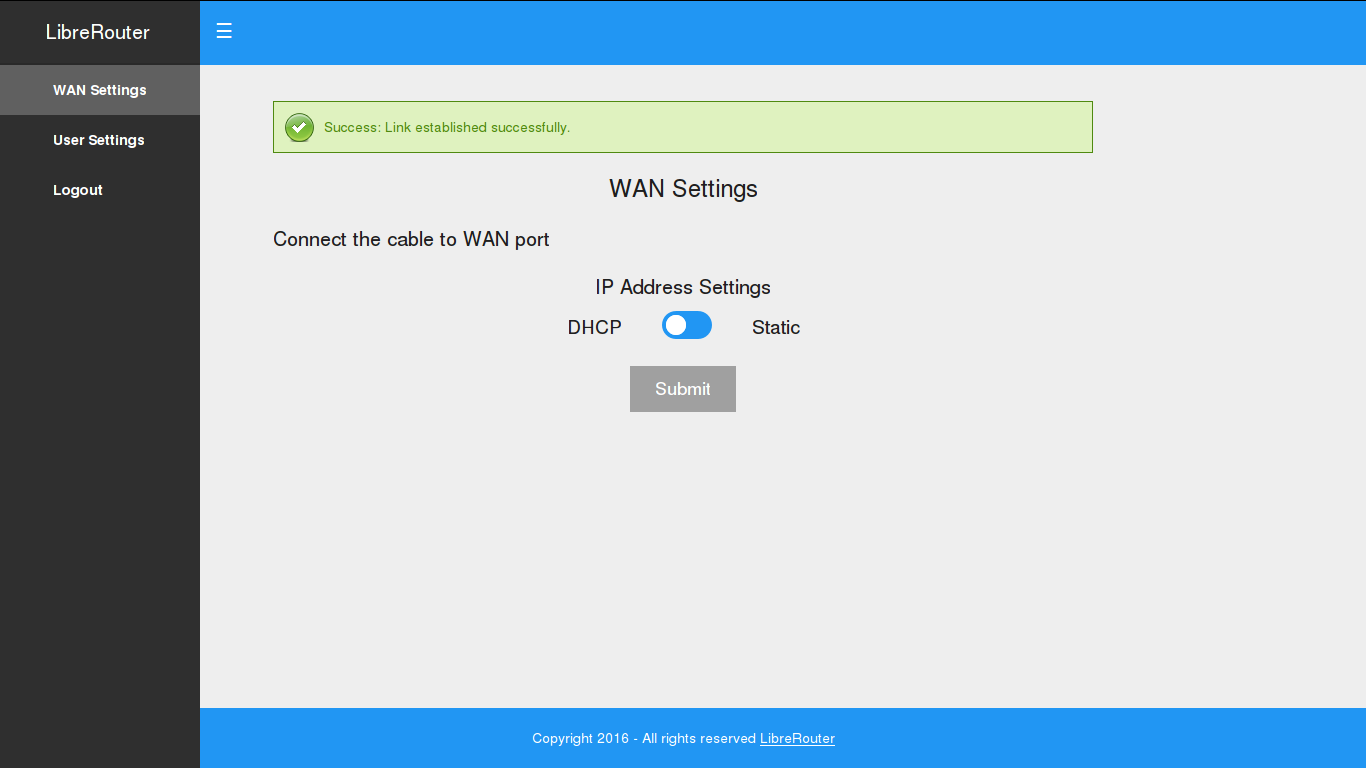 LibreRouter
☰
WAN Settings
User Settings
Logout
Success: Link established successfully.
WAN Settings
Connect the cable to WAN port
IP Address Settings
DHCP Static
Submit
Copyright 2016 - All rights reserved LibreRouter